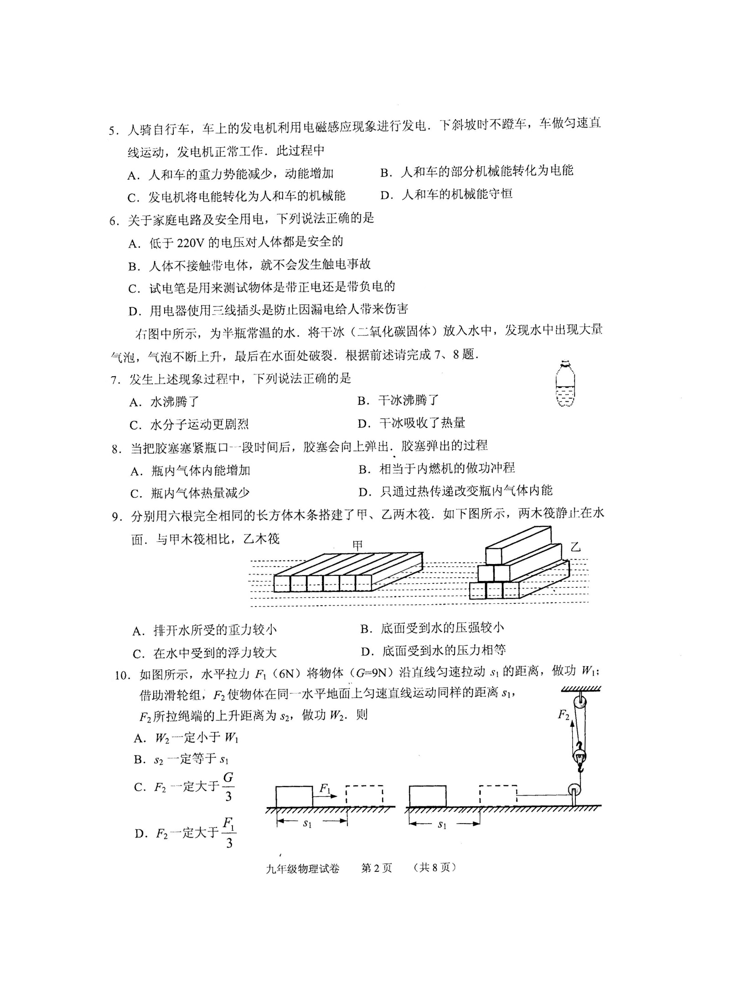 5．人骑自行车，车上的发电机利用电磁感应现象进行发电．下斜坡时不蹬车，车做匀速直
线运动，发电机正常工作．此过程中
A．人和车的重力势能减少，动能增加　　B．人和车的部分机械能转化为电能
C．发电机将电能转化为人和车的机械能　　D．人和车的机械能守恒
6．关于家庭电路及安全用电，下列说法正确的是
A．低于 220V 的电压对人体都是安全的
B．人体不接触带电体，就不会发生触电事故
C．试电笔是用来测试物体是带正电还是带负电的
D．用电器使用三线插头是防止因漏电给人带来伤害
右图中所示，为半瓶常温的水．将干冰（二氧化碳固体）放入水中，发现水中出现大量
气泡，气泡不断上升，最后在水面处破裂．根据前述请完成 7、8 题．
7．发生上述现象过程中，下列说法正确的是
A．水沸腾了　　B．干冰沸腾了
C．水分子运动更剧烈　　D．干冰吸收了热量
8．当把胶塞塞紧瓶口一段时间后，胶塞会向上弹出．胶塞弹出的过程
A．瓶内气体内能增加　　B．相当于内燃机的做功冲程
C．瓶内气体热量减少　　D．只通过热传递改变瓶内气体内能
9．分别用六根完全相同的长方体木条搭建了甲、乙两木筏．如下图所示，两木筏静止在水
面．与甲木筏相比，乙木筏
甲　　乙
A．排开水所受的重力较小　　B．底面受到水的压强较小
C．在水中受到的浮力较大　　D．底面受到水的压力相等
10．如图所示，水平拉力 F₁（6N）将物体（G=9N）沿直线匀速拉动 s₁ 的距离，做功 W₁；
借助滑轮组，F₂ 使物体在同一水平地面上匀速直线运动同样的距离 s₁，
F₂ 所拉绳端的上升距离为 s₂，做功 W₂．则
A．W₂ 一定小于 W₁
B．s₂ 一定等于 s₁
C．F₂ 一定大于 G/3
D．F₂ 一定大于 F₁/3
F₂
F₁
s₁　　s₁
九年级物理试卷　　第 2 页　　（共 8 页）